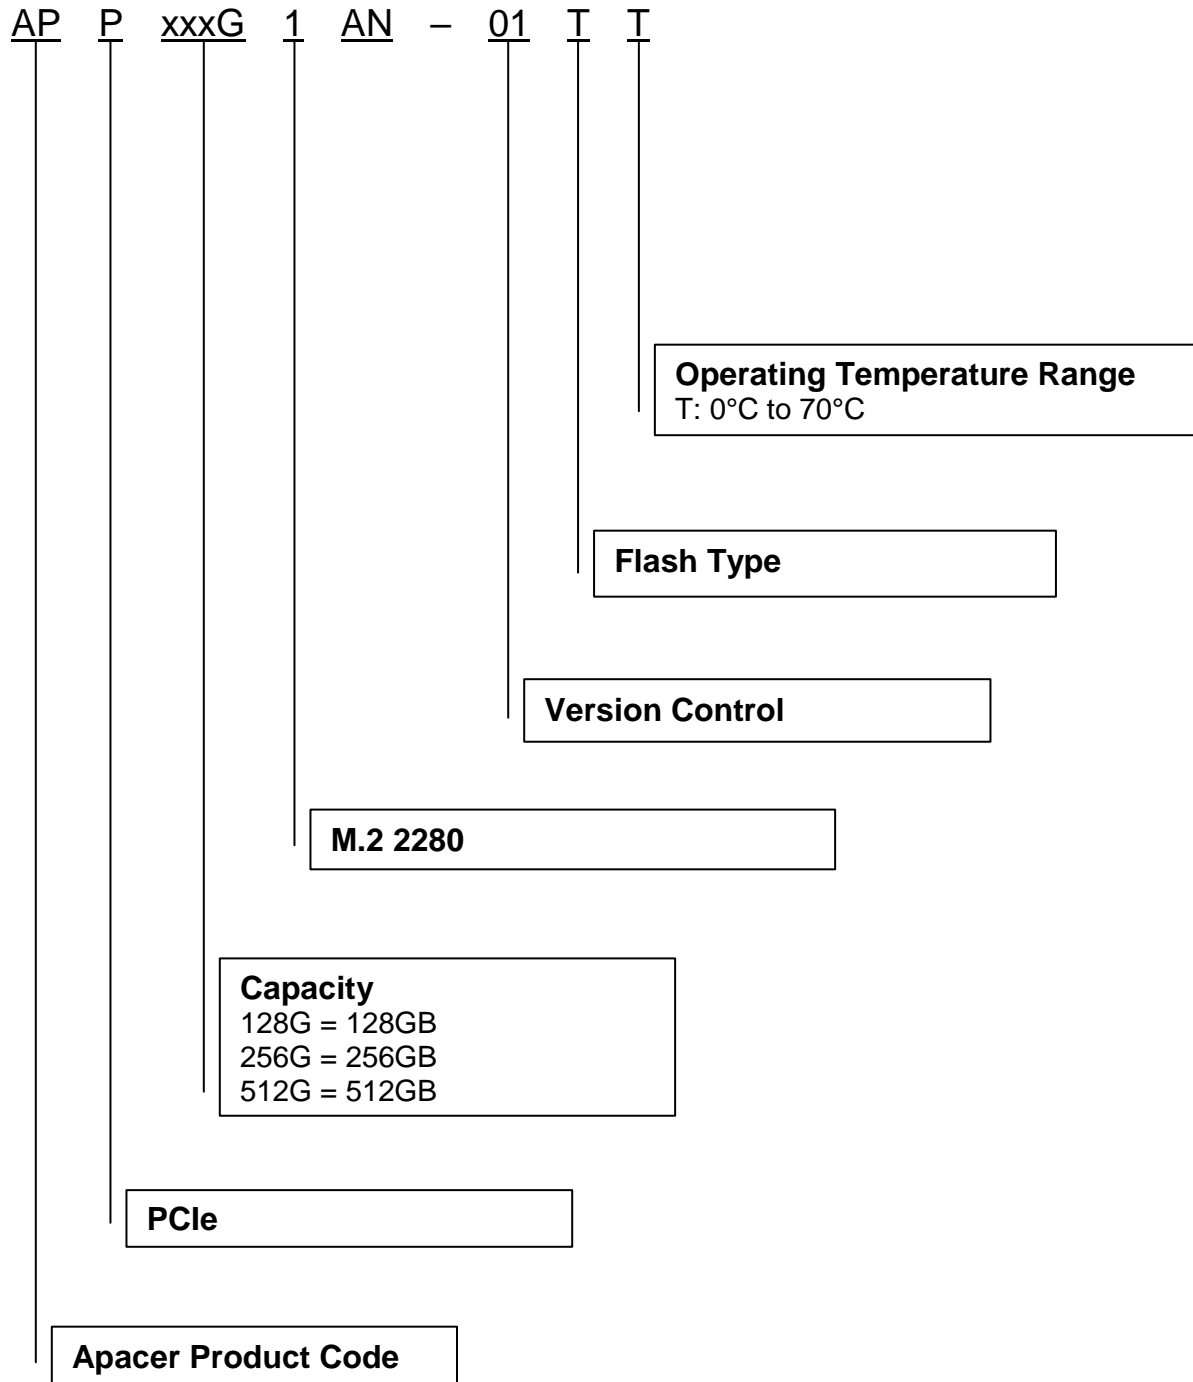 AP P xxxG 1 AN – 01 T T
Operating Temperature Range
T: 0°C to 70°C
Flash Type
Version Control
M.2 2280
Capacity
128G = 128GB
256G = 256GB
512G = 512GB
PCIe
Apacer Product Code